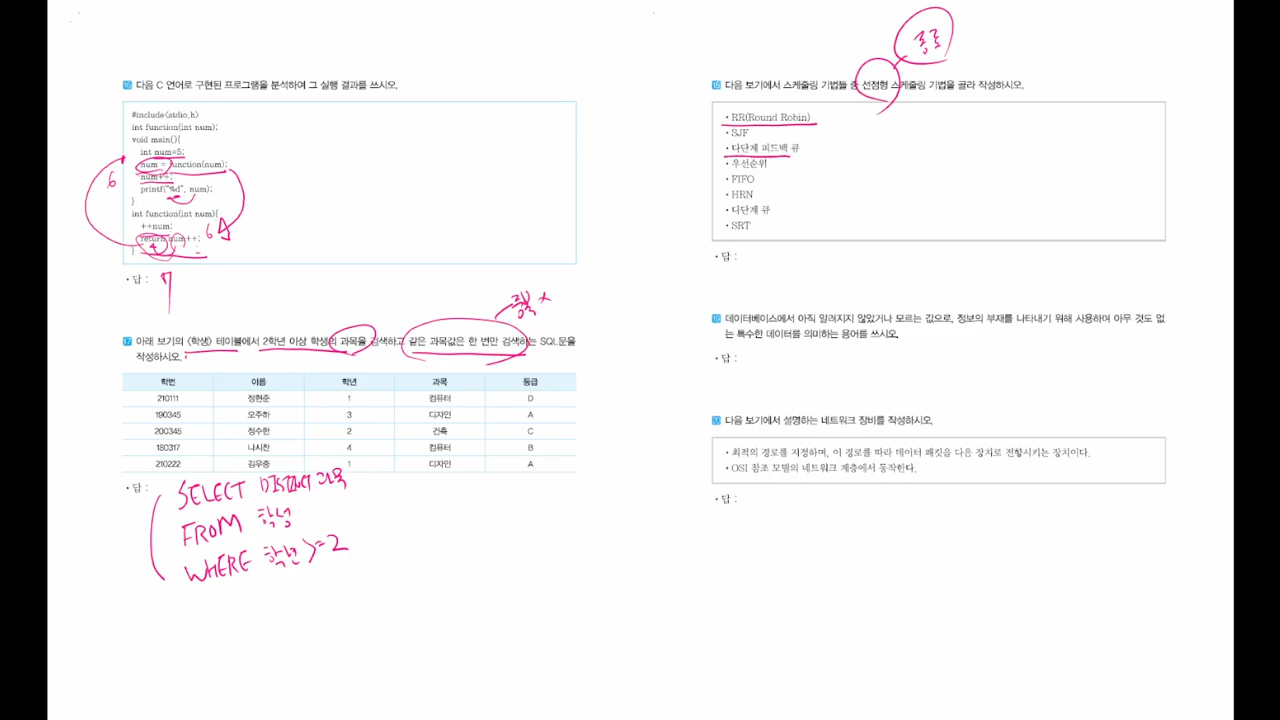 16 다음 C 언어로 구현된 프로그램을 분석하여 그 실행 결과를 쓰시오.
#include<stdio.h>
int function(int num);
void main(){
int num=5;
num = function(num);
num++;
printf("%d", num);
}
int function(int num){
++num;
return num++;
}
6
6
• 답 : 7
중복 x
17 아래 보기의 <학생> 테이블에서 2학년 이상 학생의 과목을 검색하고 같은 과목값은 한 번만 검색하는 SQL문을
작성하시오.
학번 이름 학년 과목 등급
210111 정현준 1 컴퓨터 D
190345 오주하 3 디자인 A
200345 정수한 2 건축 C
180317 나시찬 4 컴퓨터 B
210222 김우중 1 디자인 A
• 답 :
SELECT DISTINCT 과목
FROM 학생
WHERE 학년 >= 2
18 다음 보기에서 스케줄링 기법들 중 선점형 스케줄링 기법을 골라 작성하시오.
• RR(Round Robin)
• SJF
• 다단계 피드백 큐
• 우선순위
• FIFO
• HRN
• 다단계 큐
• SRT
• 답 :
19 데이터베이스에서 아직 알려지지 않았거나 모르는 값으로, 정보의 부재를 나타내기 위해 사용하며 아무 것도 없
는 특수한 데이터를 의미하는 용어를 쓰시오.
• 답 :
20 다음 보기에서 설명하는 네트워크 장비를 작성하시오.
• 최적의 경로를 지정하며, 이 경로를 따라 데이터 패킷을 다음 장치로 전향시키는 장치이다.
• OSI 참조 모델의 네트워크 계층에서 동작한다.
• 답 :